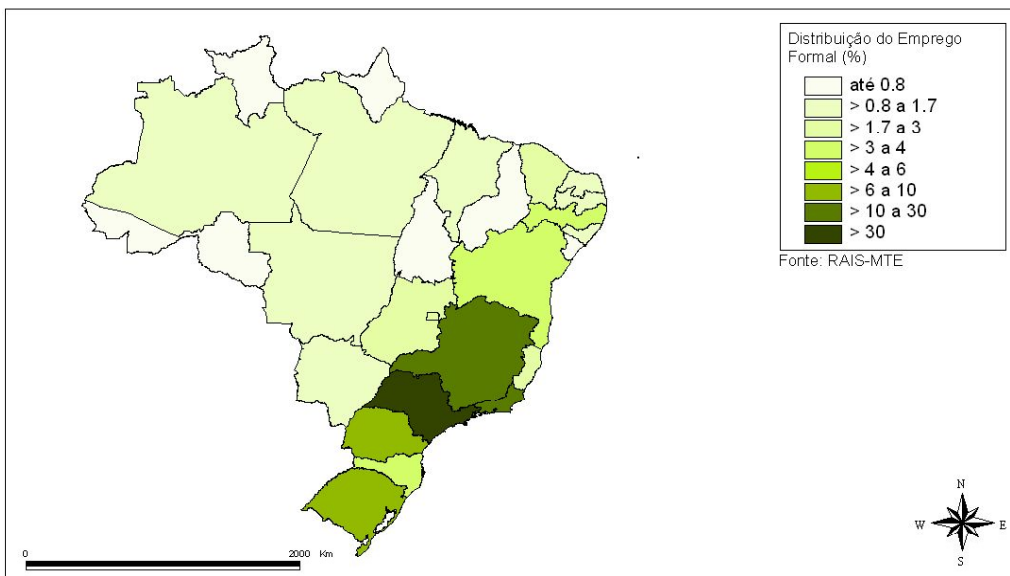 Distribuição do Emprego
Formal (%)
até 0.8
> 0.8 a 1.7
> 1.7 a 3
> 3 a 4
> 4 a 6
> 6 a 10
> 10 a 30
> 30
Fonte: RAIS-MTE
N
W E
S
0 2000 Km